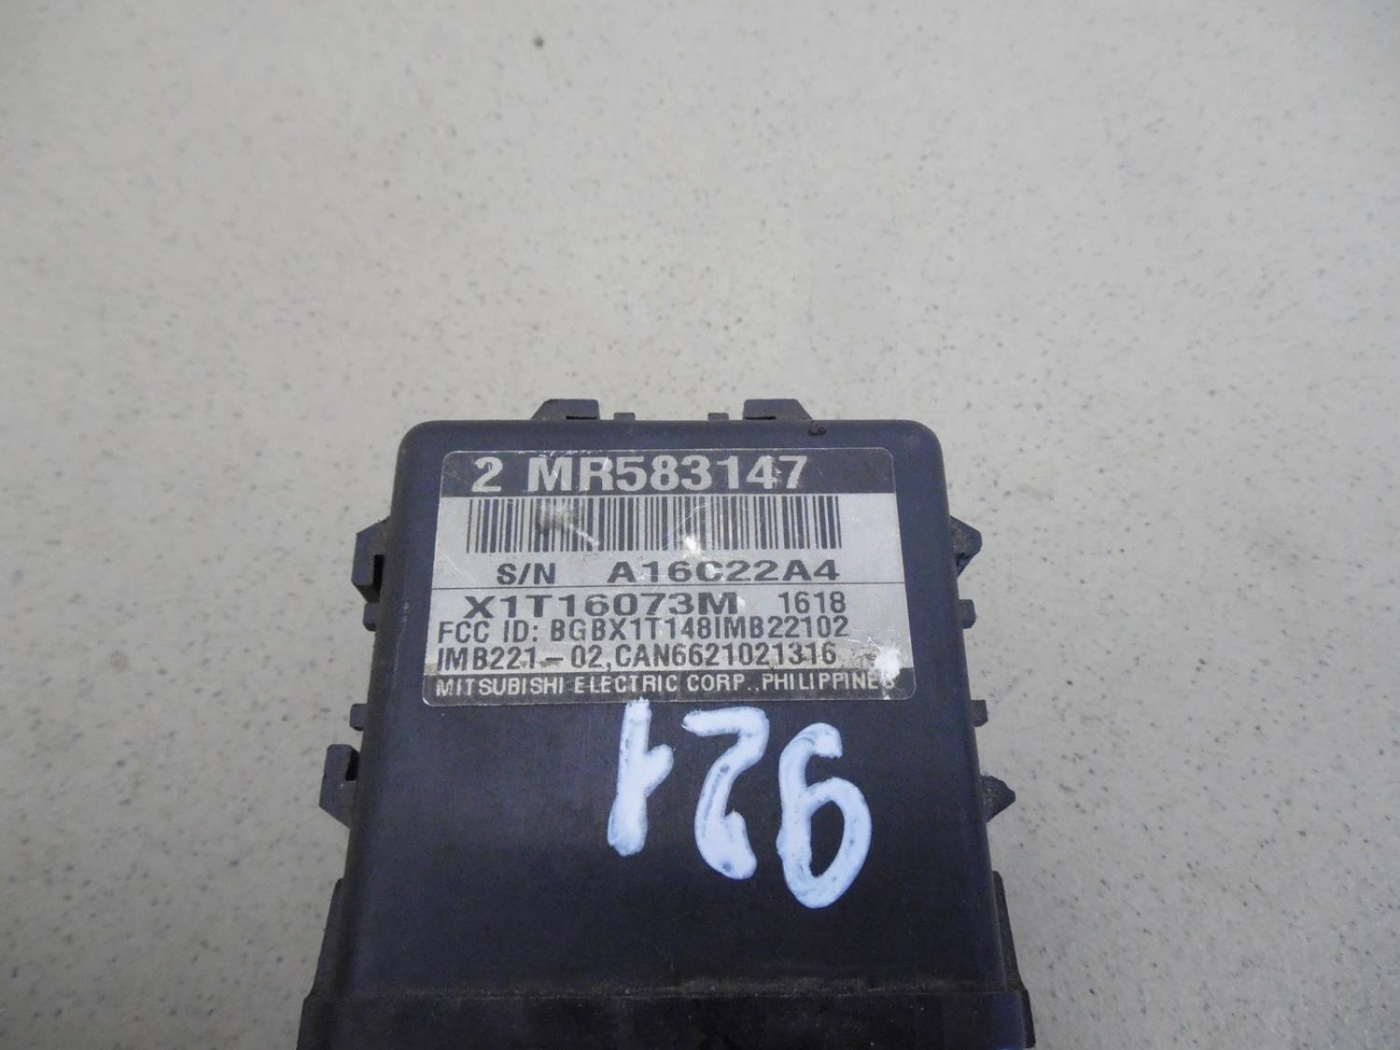 2 MR583147
S/N A16C22A4
X1T16073M 1618
FCC ID: BGBX1T148IMB22102
IMB221-02,CAN6621021316
MITSUBISHI ELECTRIC CORP.,PHILIPPINES
921